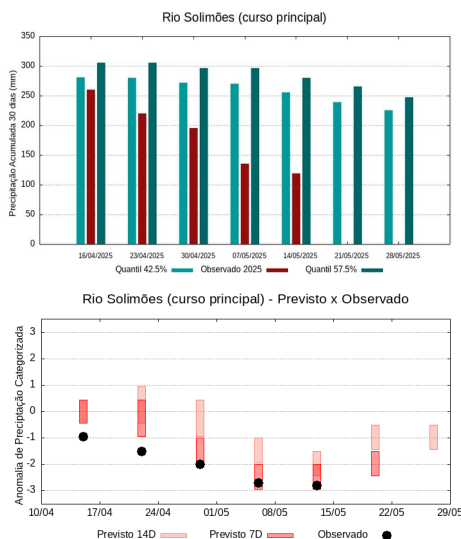 Rio Solimões (curso principal)
350
300
250
200
150
100
50
0
Precipitação Acumulada 30 dias (mm)
16/04/2025 23/04/2025 30/04/2025 07/05/2025 14/05/2025 21/05/2025 28/05/2025
Quantil 42.5% Observado 2025 Quantil 57.5%
Rio Solimões (curso principal) - Previsto x Observado
3
2
1
0
-1
-2
-3
Anomalia de Precipitação Categorizada
10/04 17/04 24/04 01/05 08/05 15/05 22/05 29/05
Previsto 14D Previsto 7D Observado